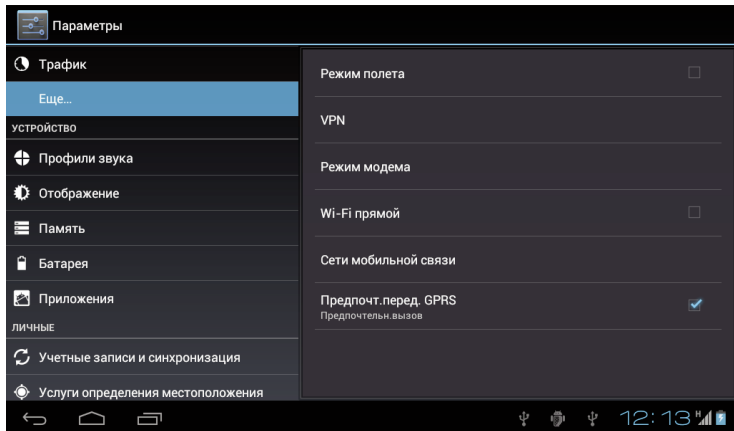 Параметры
Трафик
Еще...
УСТРОЙСТВО
Профили звука
Отображение
Память
Батарея
Приложения
ЛИЧНЫЕ
Учетные записи и синхронизация
Услуги определения местоположения
Режим полета
VPN
Режим модема
Wi-Fi прямой
Сети мобильной связи
Предпочт.перед. GPRS
Предпочтельн.вызов
12:13
H